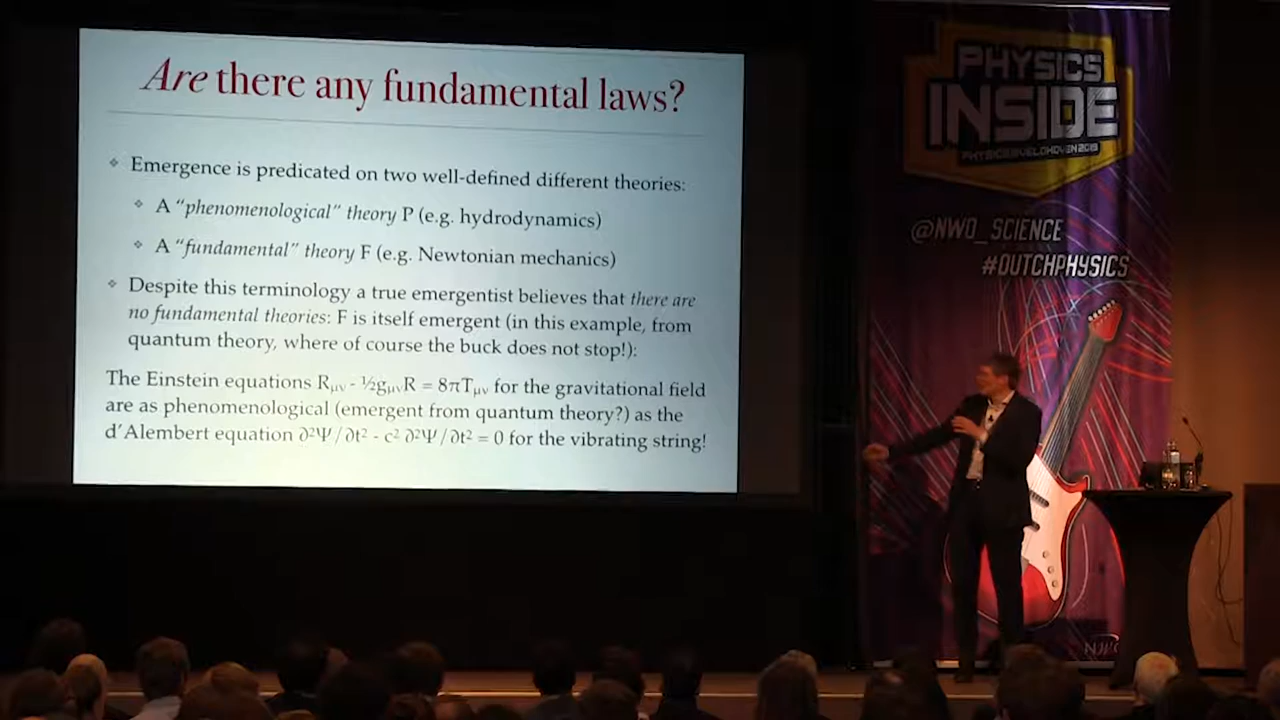 Are there any fundamental laws?
Emergence is predicated on two well-defined different theories:
A “phenomenological” theory P (e.g. hydrodynamics)
A “fundamental” theory F (e.g. Newtonian mechanics)
Despite this terminology a true emergentist believes that there are
no fundamental theories: F is itself emergent (in this example, from
quantum theory, where of course the buck does not stop!):
The Einstein equations Rμν - ½gμνR = 8πTμν for the gravitational field
are as phenomenological (emergent from quantum theory?) as the
d’Alembert equation ∂²Ψ/∂t² - c² ∂²Ψ/∂t² = 0 for the vibrating string!
PHYSICS
INSIDE
PHYSICS@VELDHOVEN 2019
@NWO_SCIENCE
#DUTCHPHYSICS
NWO